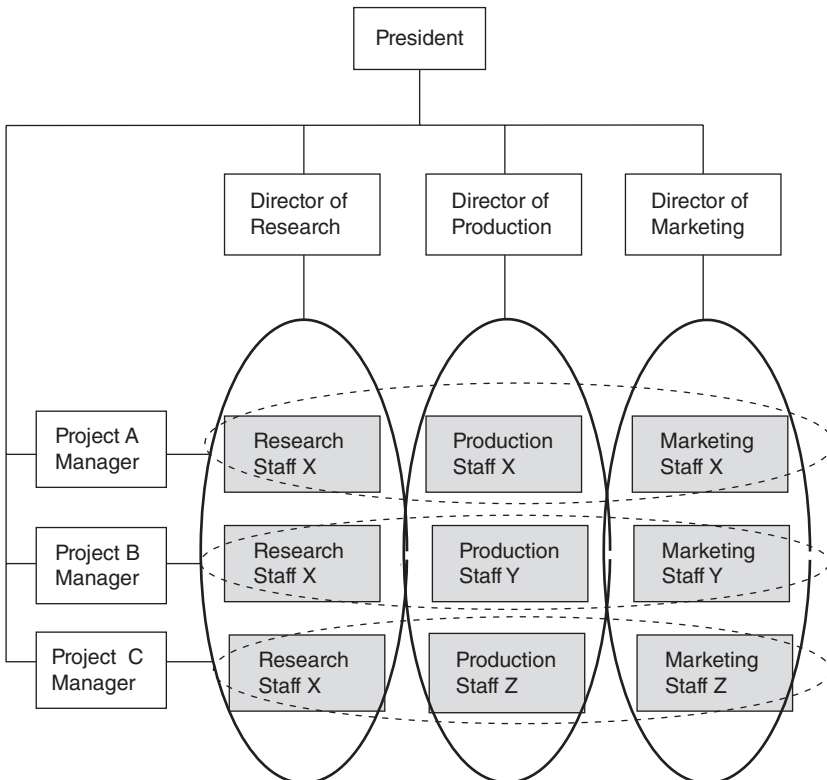 President
Director of
Research
Director of
Production
Director of
Marketing
Project A
Manager
Research
Staff X
Production
Staff X
Marketing
Staff X
Project B
Manager
Research
Staff X
Production
Staff Y
Marketing
Staff Y
Project C
Manager
Research
Staff X
Production
Staff Z
Marketing
Staff Z